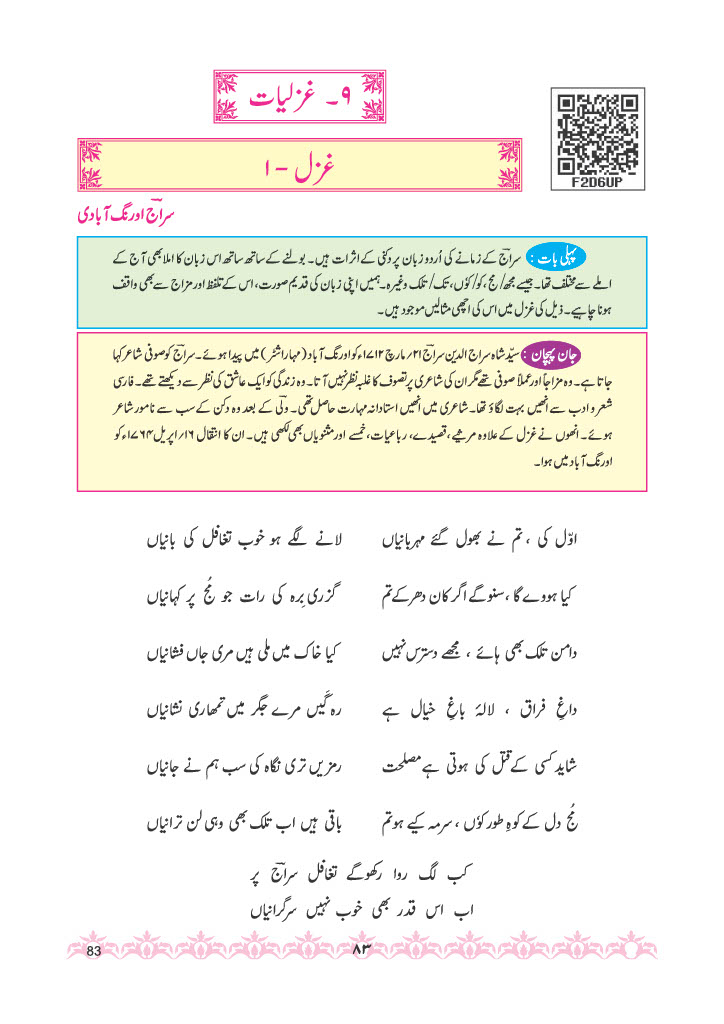 ۹۔ غزلیات
F2D6UP
غزل - ۱
سراجؔ اورنگ آبادی
پہلی بات : سراجؔ کے زمانے کی اُردو زبان پر دکنی کے اثرات ہیں۔ بولنے کے ساتھ ساتھ اس زبان کا املا بھی آج کے
املے سے مختلف تھا۔ جیسے مجھ/ مج، کو/ کوٗں، تک/ تلک وغیرہ۔ ہمیں اپنی زبان کی قدیم صورت، اس کے تلفظ اور مزاج سے بھی واقف
ہونا چاہیے۔ ذیل کی غزل میں اس کی اچھی مثالیں موجود ہیں۔
جان پہچان : سیّد شاہ سراج الدین سراجؔ ۲۱؍ مارچ ۱۷۱۲ء کو اورنگ آباد (مہاراشٹر) میں پیدا ہوئے۔ سراجؔ کو صوفی شاعر کہا
جاتا ہے۔ وہ مزاجاً اور عملاً صوفی تھے مگر ان کی شاعری پر تصوف کا غلبہ نظر نہیں آتا۔ وہ زندگی کو ایک عاشق کی نظر سے دیکھتے تھے۔ فارسی
شعر و ادب سے انھیں بہت لگاؤ تھا۔ شاعری میں انھیں استادانہ مہارت حاصل تھی۔ ولیؔ کے بعد وہ دکن کے سب سے نامور شاعر
ہوئے۔ انھوں نے غزل کے علاوہ مرثیے، قصیدے، رباعیات، خمسے اور مثنویاں بھی لکھی ہیں۔ ان کا انتقال ۱۶؍ اپریل ۱۷۶۴ء کو
اورنگ آباد میں ہوا۔
اوّل کی ، تم نے بھول گئے مہربانیاں لانے لگے ہو خوب تغافل کی بانیاں
کیا ہووے گا ، سنوگے اگر کان دھر کے تم گزری بِرہ کی رات جو مُج پر کہانیاں
دامن تلک بھی ہائے ، مجھے دسترس نہیں کیا خاک میں ملی ہیں مری جاں فشانیاں
داغِ فراق ، لالۂ باغِ خیال ہے رہ گَیں مرے جگر میں تمھاری نشانیاں
شاید کسی کے قتل کی ہوتی ہے مصلحت رمزیں تری نگاہ کی سب ہم نے جانیاں
مُج دل کے کوہِ طور کوٗں ، سرمہ کیے ہو تم باقی ہیں اب تلک بھی وہی لن ترانیاں
کب لگ روا رکھوگے تغافل سراجؔ پر
اب اس قدر بھی خوب نہیں سرگرانیاں
83
۸۳